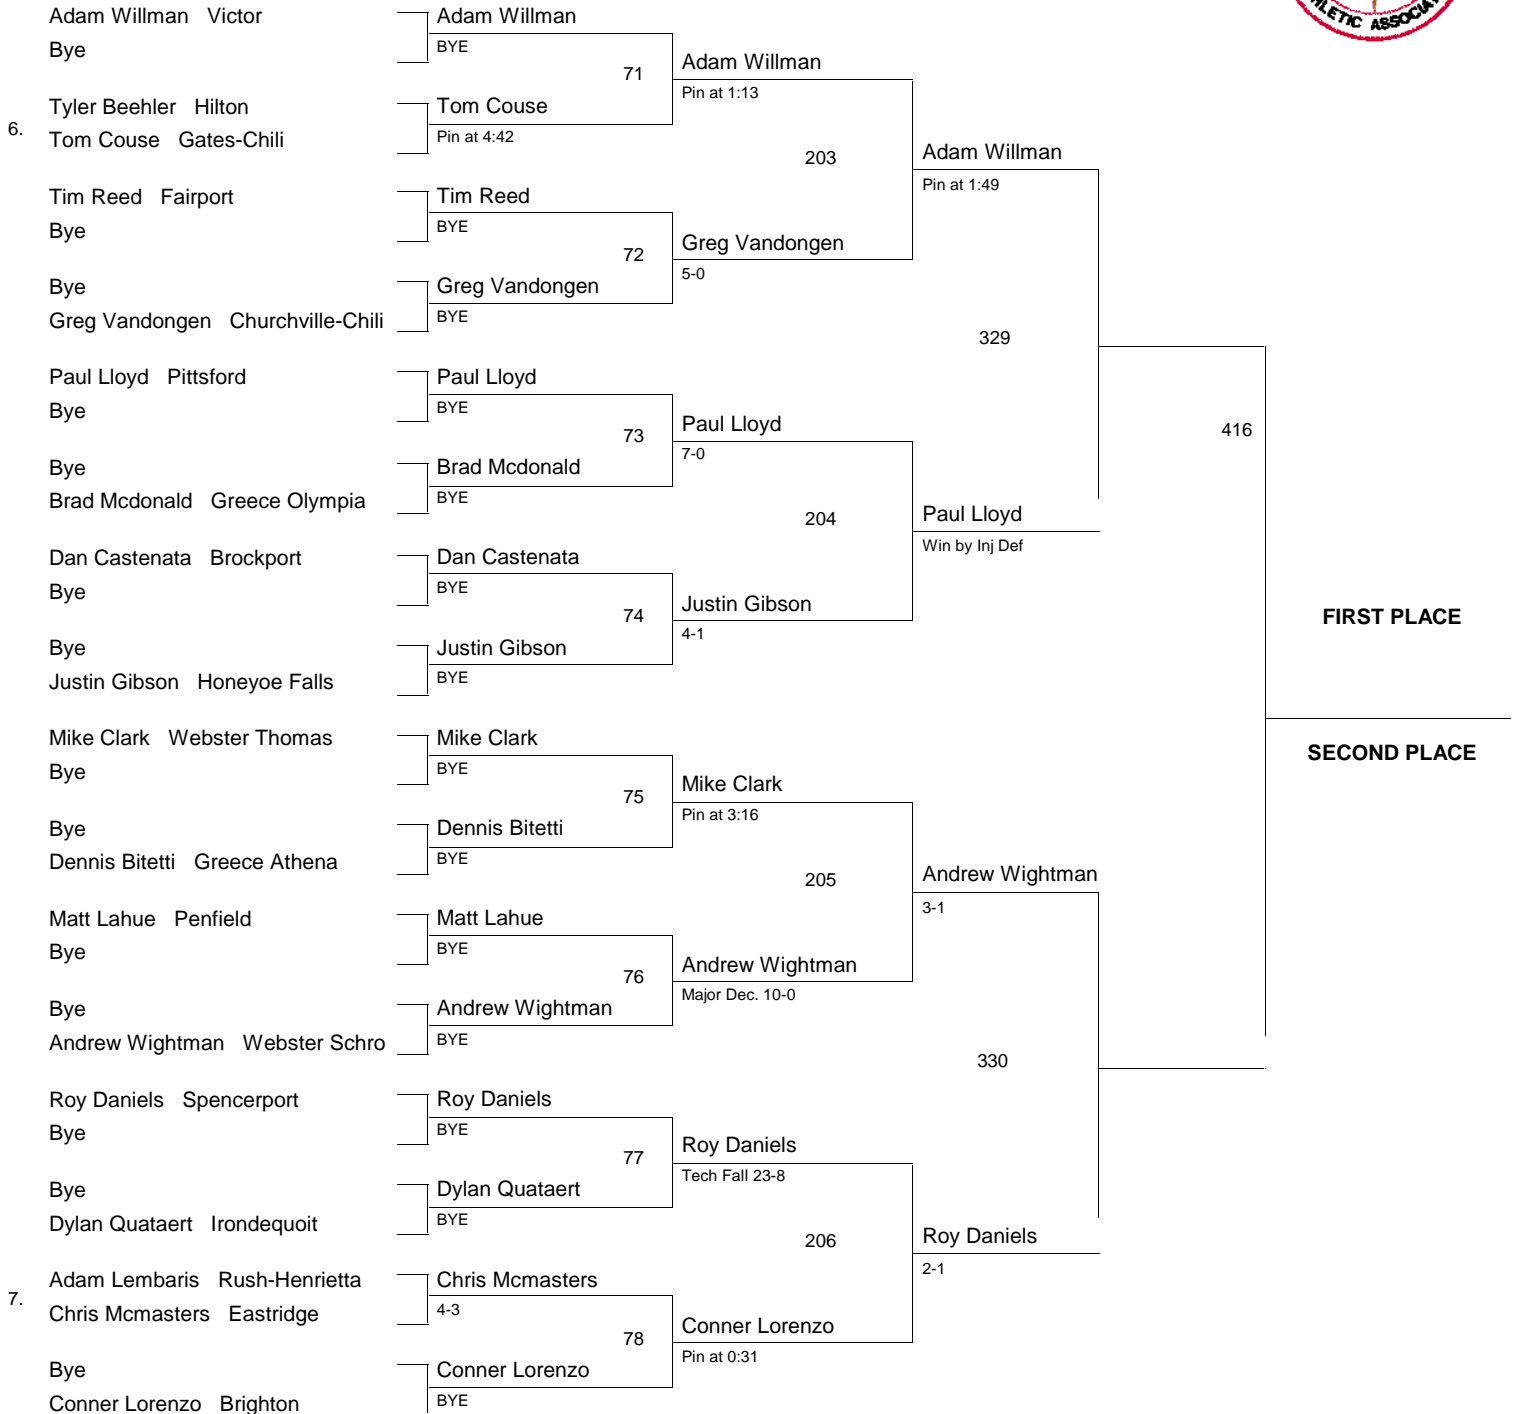 Adam Willman Victor
Bye
6.
Tyler Beehler Hilton
Tom Couse Gates-Chili
Tim Reed Fairport
Bye
Bye
Greg Vandongen Churchville-Chili
Paul Lloyd Pittsford
Bye
Bye
Brad Mcdonald Greece Olympia
Dan Castenata Brockport
Bye
Bye
Justin Gibson Honeyoe Falls
Mike Clark Webster Thomas
Bye
Bye
Dennis Bitetti Greece Athena
Matt Lahue Penfield
Bye
Bye
Andrew Wightman Webster Schro
Roy Daniels Spencerport
Bye
Bye
Dylan Quataert Irondequoit
7.
Adam Lembaris Rush-Henrietta
Chris Mcmasters Eastridge
Bye
Conner Lorenzo Brighton
Adam Willman
BYE
71
Tom Couse
Pin at 4:42
Tim Reed
BYE
72
Greg Vandongen
BYE
Paul Lloyd
BYE
73
Brad Mcdonald
BYE
Dan Castenata
BYE
74
Justin Gibson
BYE
Mike Clark
BYE
75
Dennis Bitetti
BYE
Matt Lahue
BYE
76
Andrew Wightman
BYE
Roy Daniels
BYE
77
Dylan Quataert
BYE
Chris Mcmasters
4-3
78
Conner Lorenzo
BYE
Adam Willman
Pin at 1:13
203
Greg Vandongen
5-0
Paul Lloyd
7-0
204
Justin Gibson
4-1
Mike Clark
Pin at 3:16
205
Andrew Wightman
Major Dec. 10-0
Roy Daniels
Tech Fall 23-8
206
Conner Lorenzo
Pin at 0:31
Adam Willman
Pin at 1:49
329
Paul Lloyd
Win by Inj Def
Andrew Wightman
3-1
330
Roy Daniels
2-1
416
FIRST PLACE
SECOND PLACE